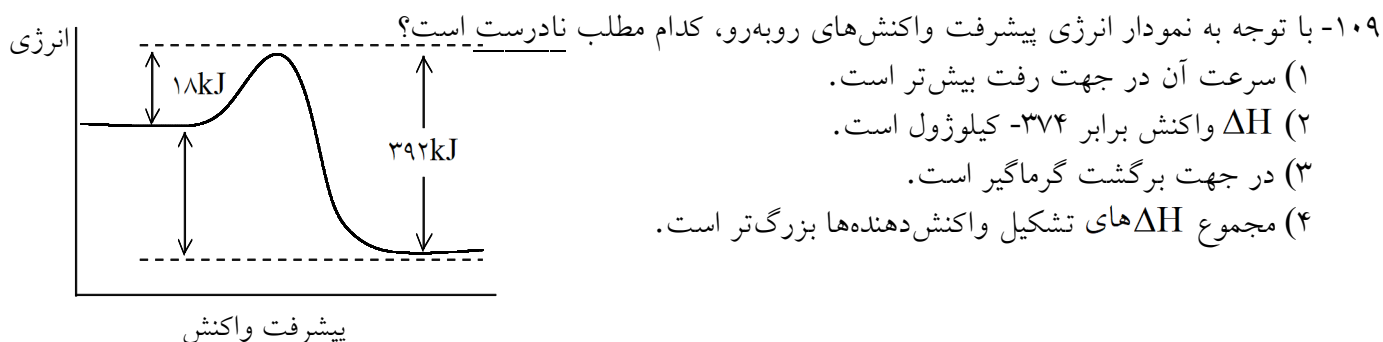 ۱۰۹- با توجه به نمودار انرژی پیشرفت واکنش‌های روبه‌رو، کدام مطلب نادرست است؟
۱) سرعت آن در جهت رفت بیش‌تر است.
۲) ΔH واکنش برابر ۳۷۴- کیلوژول است.
۳) در جهت برگشت گرماگیر است.
۴) مجموع ΔHهای تشکیل واکنش‌دهنده‌ها بزرگ‌تر است.
انرژی
۱۸kJ
۳۹۲kJ
پیشرفت واکنش